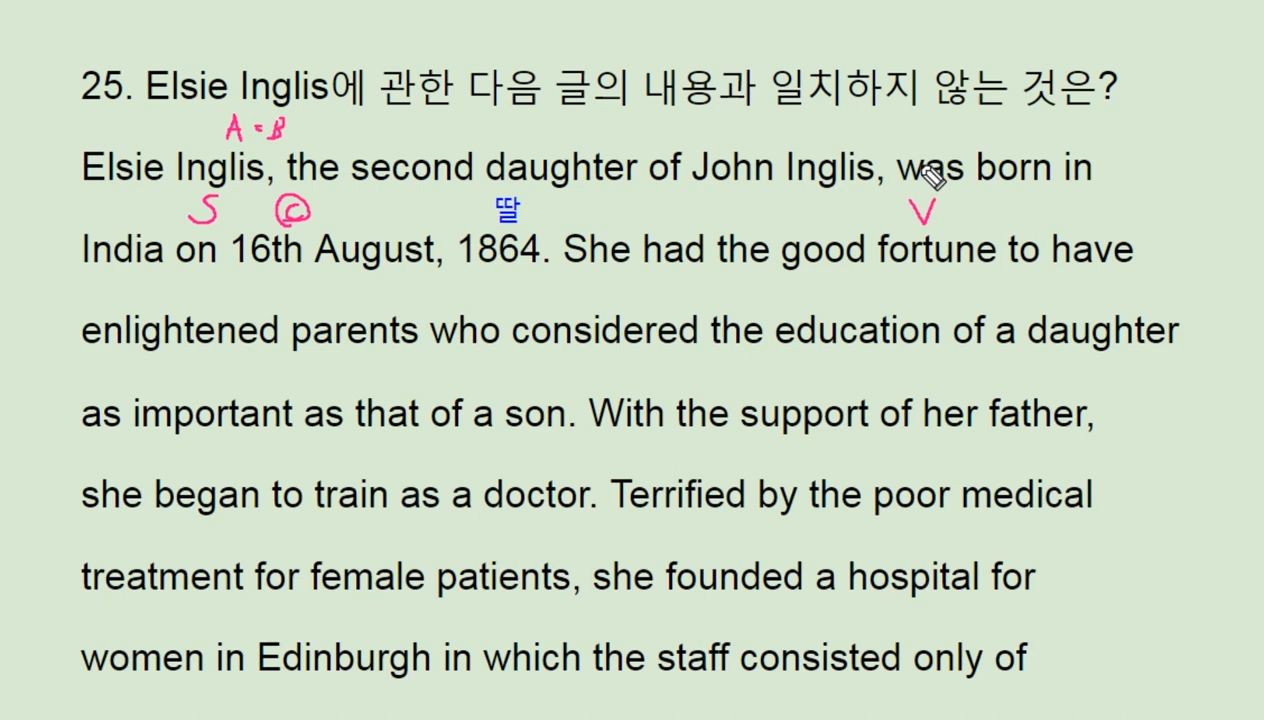 25. Elsie Inglis에 관한 다음 글의 내용과 일치하지 않는 것은?
A = B
Elsie Inglis, the second daughter of John Inglis, was born in
S C 딸 V
India on 16th August, 1864. She had the good fortune to have
enlightened parents who considered the education of a daughter
as important as that of a son. With the support of her father,
she began to train as a doctor. Terrified by the poor medical
treatment for female patients, she founded a hospital for
women in Edinburgh in which the staff consisted only of